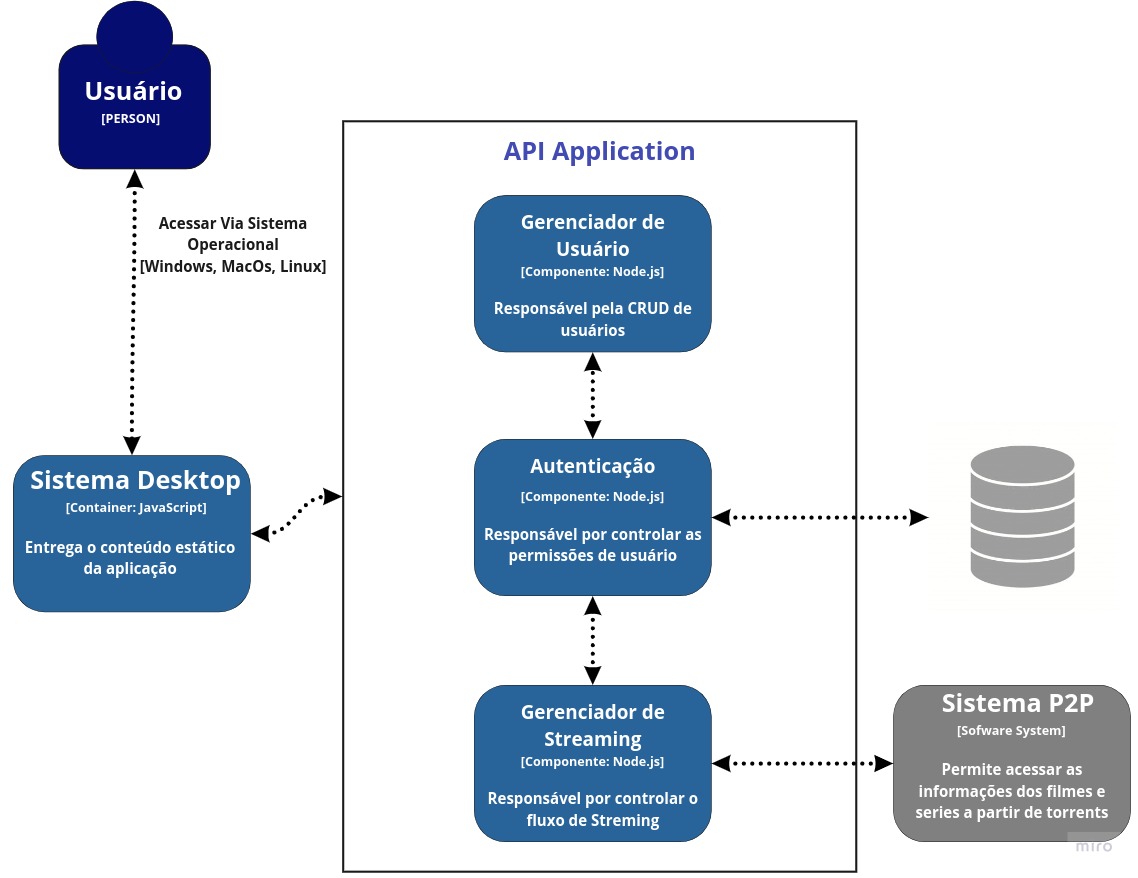 Usuário
[PERSON]
Acessar Via Sistema
Operacional
[Windows, MacOs, Linux]
Sistema Desktop
[Container: JavaScript]
Entrega o conteúdo estático
da aplicação
API Application
Gerenciador de
Usuário
[Componente: Node.js]
Responsável pela CRUD de
usuários
Autenticação
[Componente: Node.js]
Responsável por controlar as
permissões de usuário
Gerenciador de
Streaming
[Componente: Node.js]
Responsável por controlar o
fluxo de Streming
Sistema P2P
[Sofware System]
Permite acessar as
informações dos filmes e
series a partir de torrents
miro